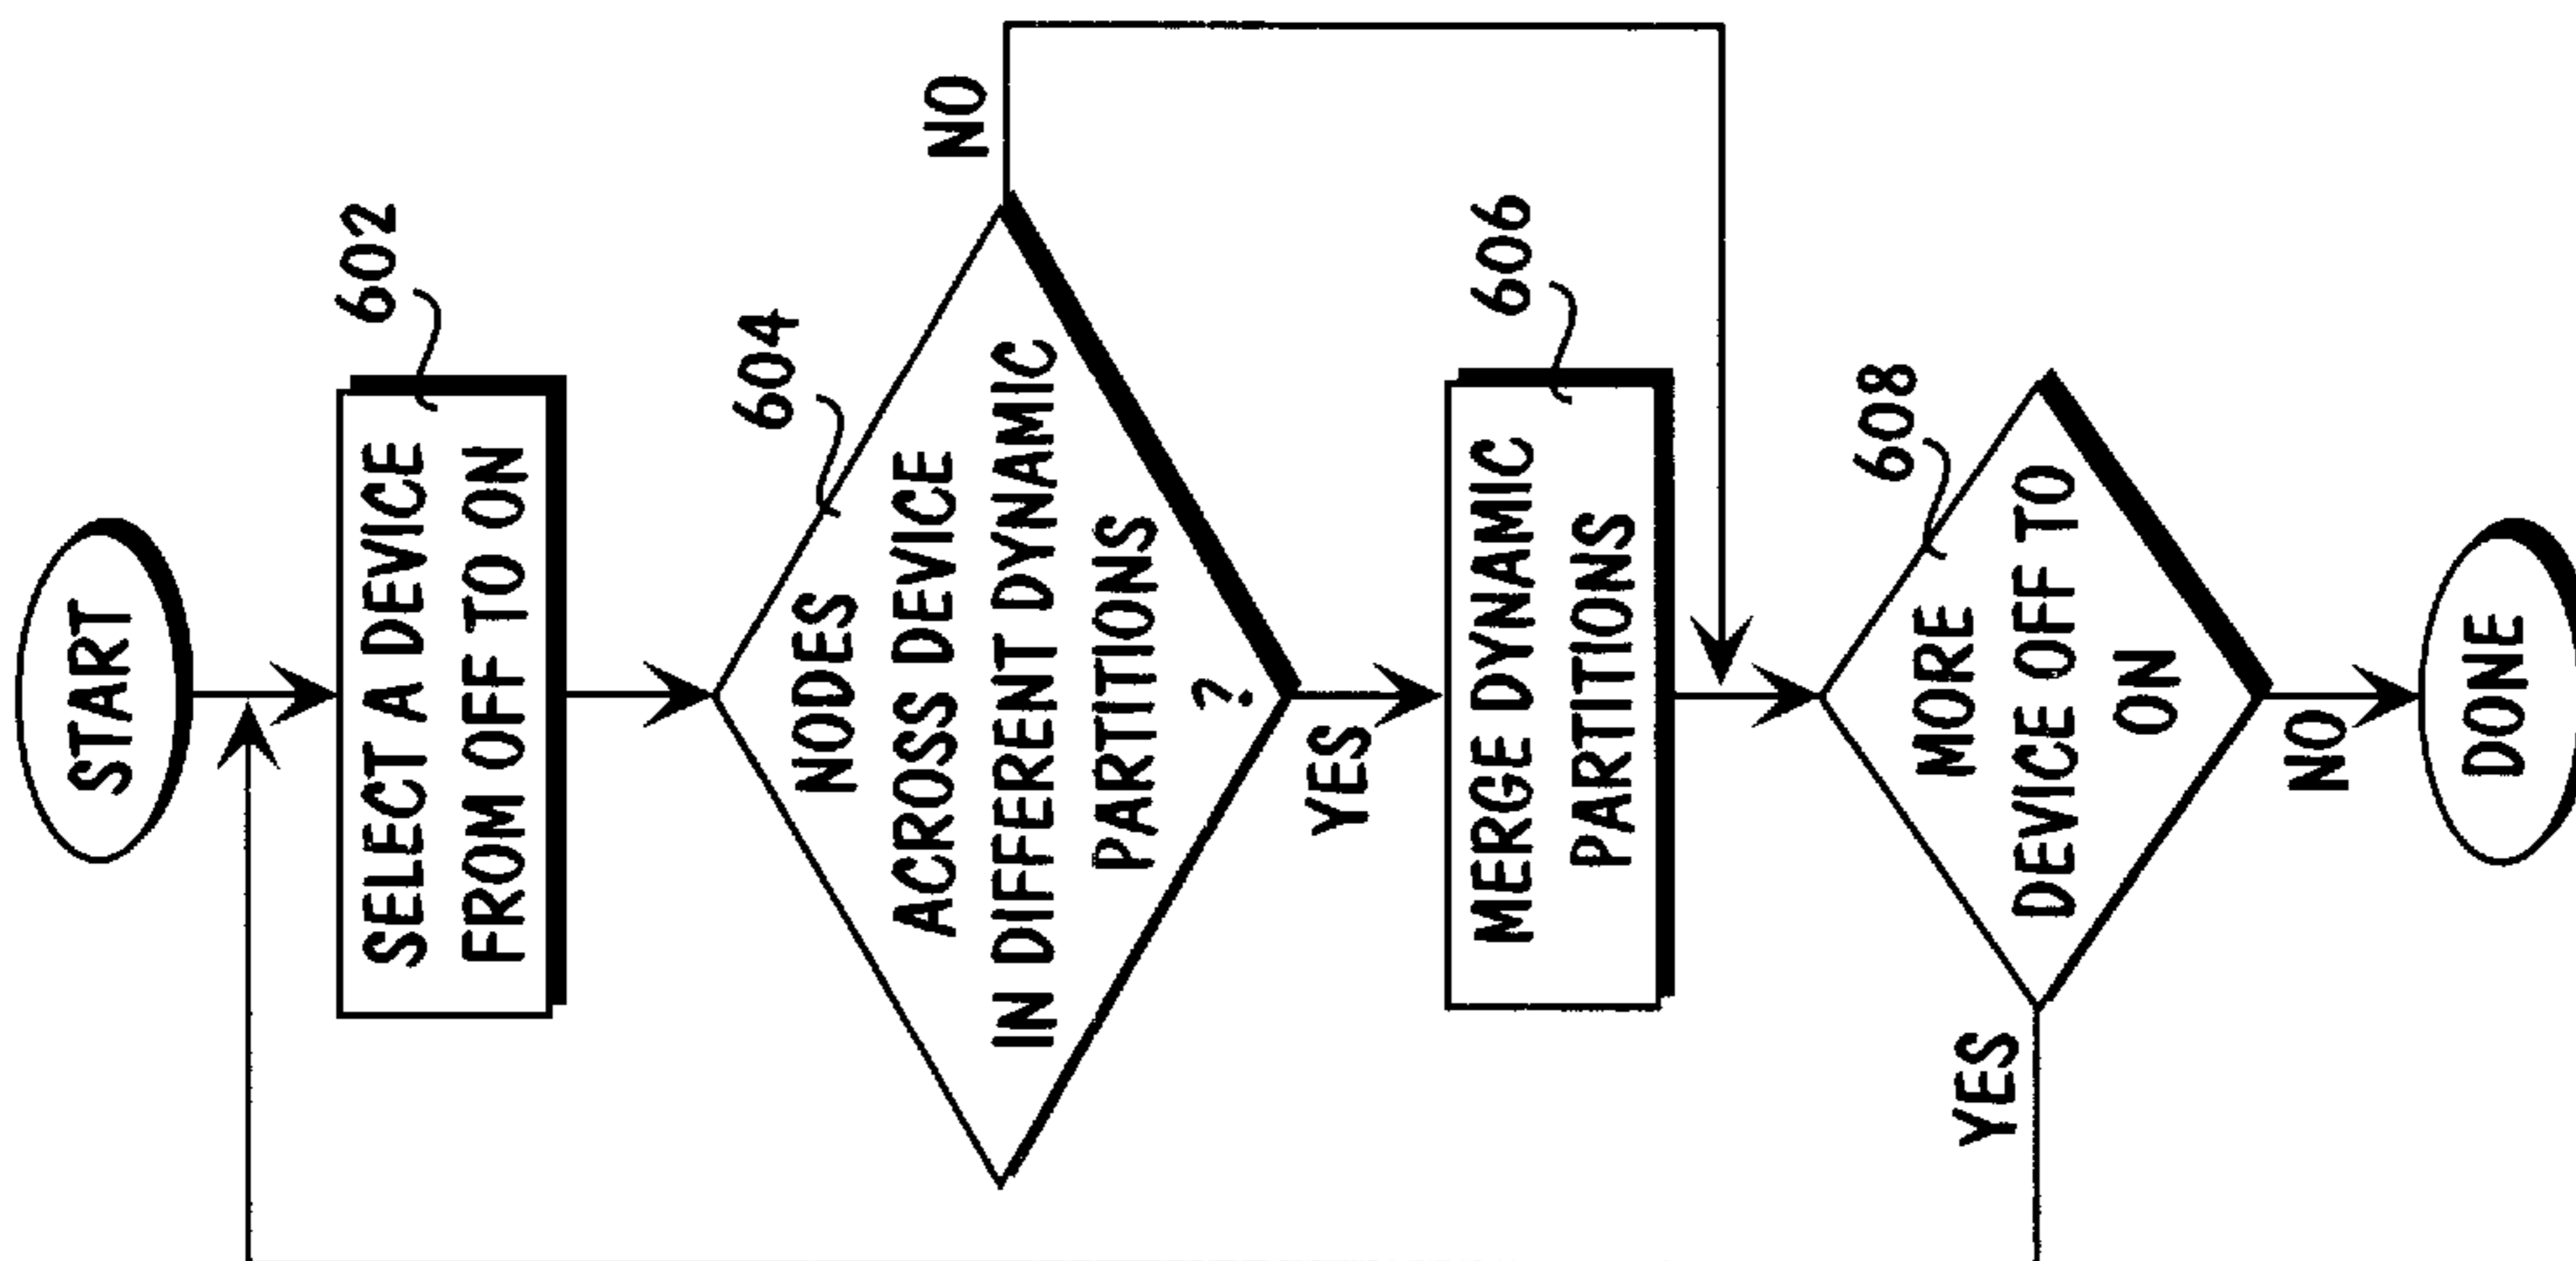 START
602
SELECT A DEVICE
FROM OFF TO ON
604
NODES
ACROSS DEVICE
IN DIFFERENT DYNAMIC
PARTITIONS
?
NO
YES
606
MERGE DYNAMIC
PARTITIONS
608
MORE
DEVICE OFF TO
ON
YES
NO
DONE